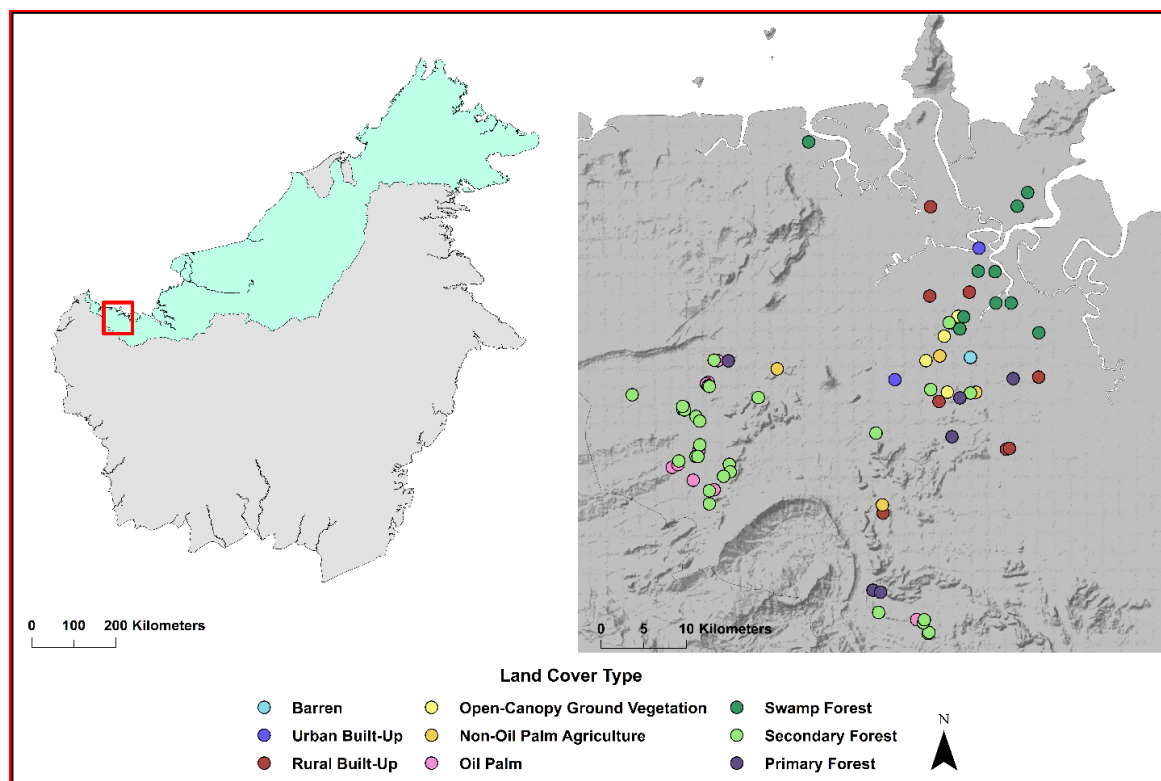 0 100 200 Kilometers
0 5 10 Kilometers
Land Cover Type
Barren
Open-Canopy Ground Vegetation
Swamp Forest
Urban Built-Up
Non-Oil Palm Agriculture
Secondary Forest
Rural Built-Up
Oil Palm
Primary Forest
N